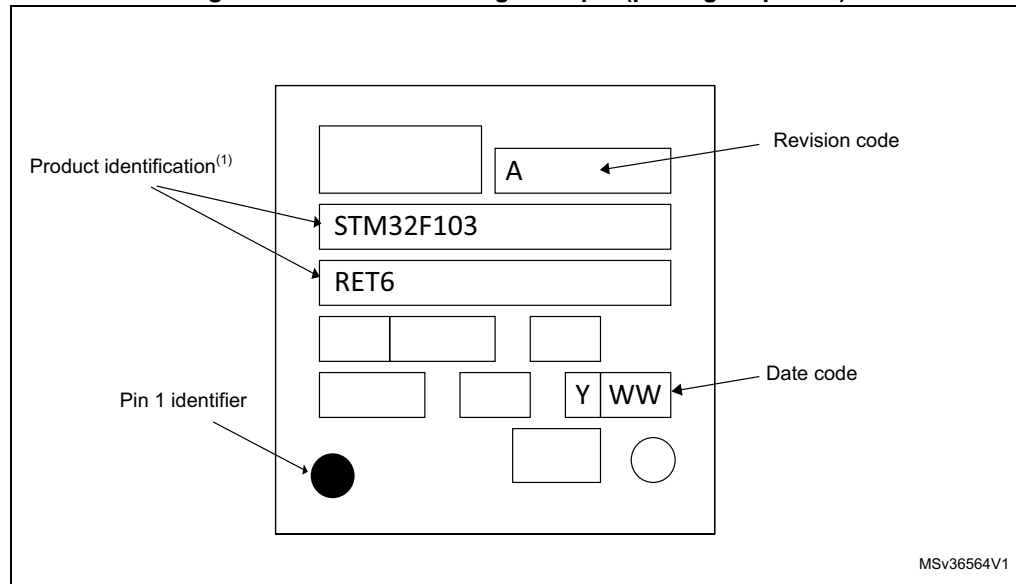 Revision code
A
Product identification(1)
STM32F103
RET6
Date code
Y WW
Pin 1 identifier
MSv36564V1